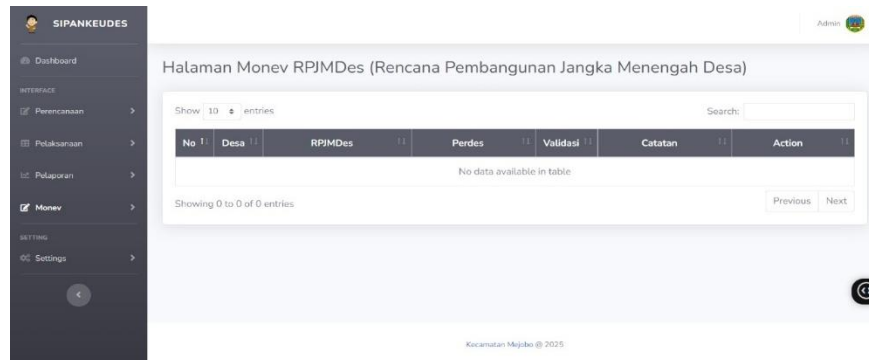 SIPANKEUDES
Admin
Dashboard
INTERFACE
Perencanaan
Pelaksanaan
Pelaporan
Monev
SETTING
Settings
Halaman Monev RPJMDes (Rencana Pembangunan Jangka Menengah Desa)
Show 10 entries
Search:
No Desa RPJMDes Perdes Validasi Catatan Action
No data available in table
Showing 0 to 0 of 0 entries
Previous Next
Kecamatan Mejobo @ 2025